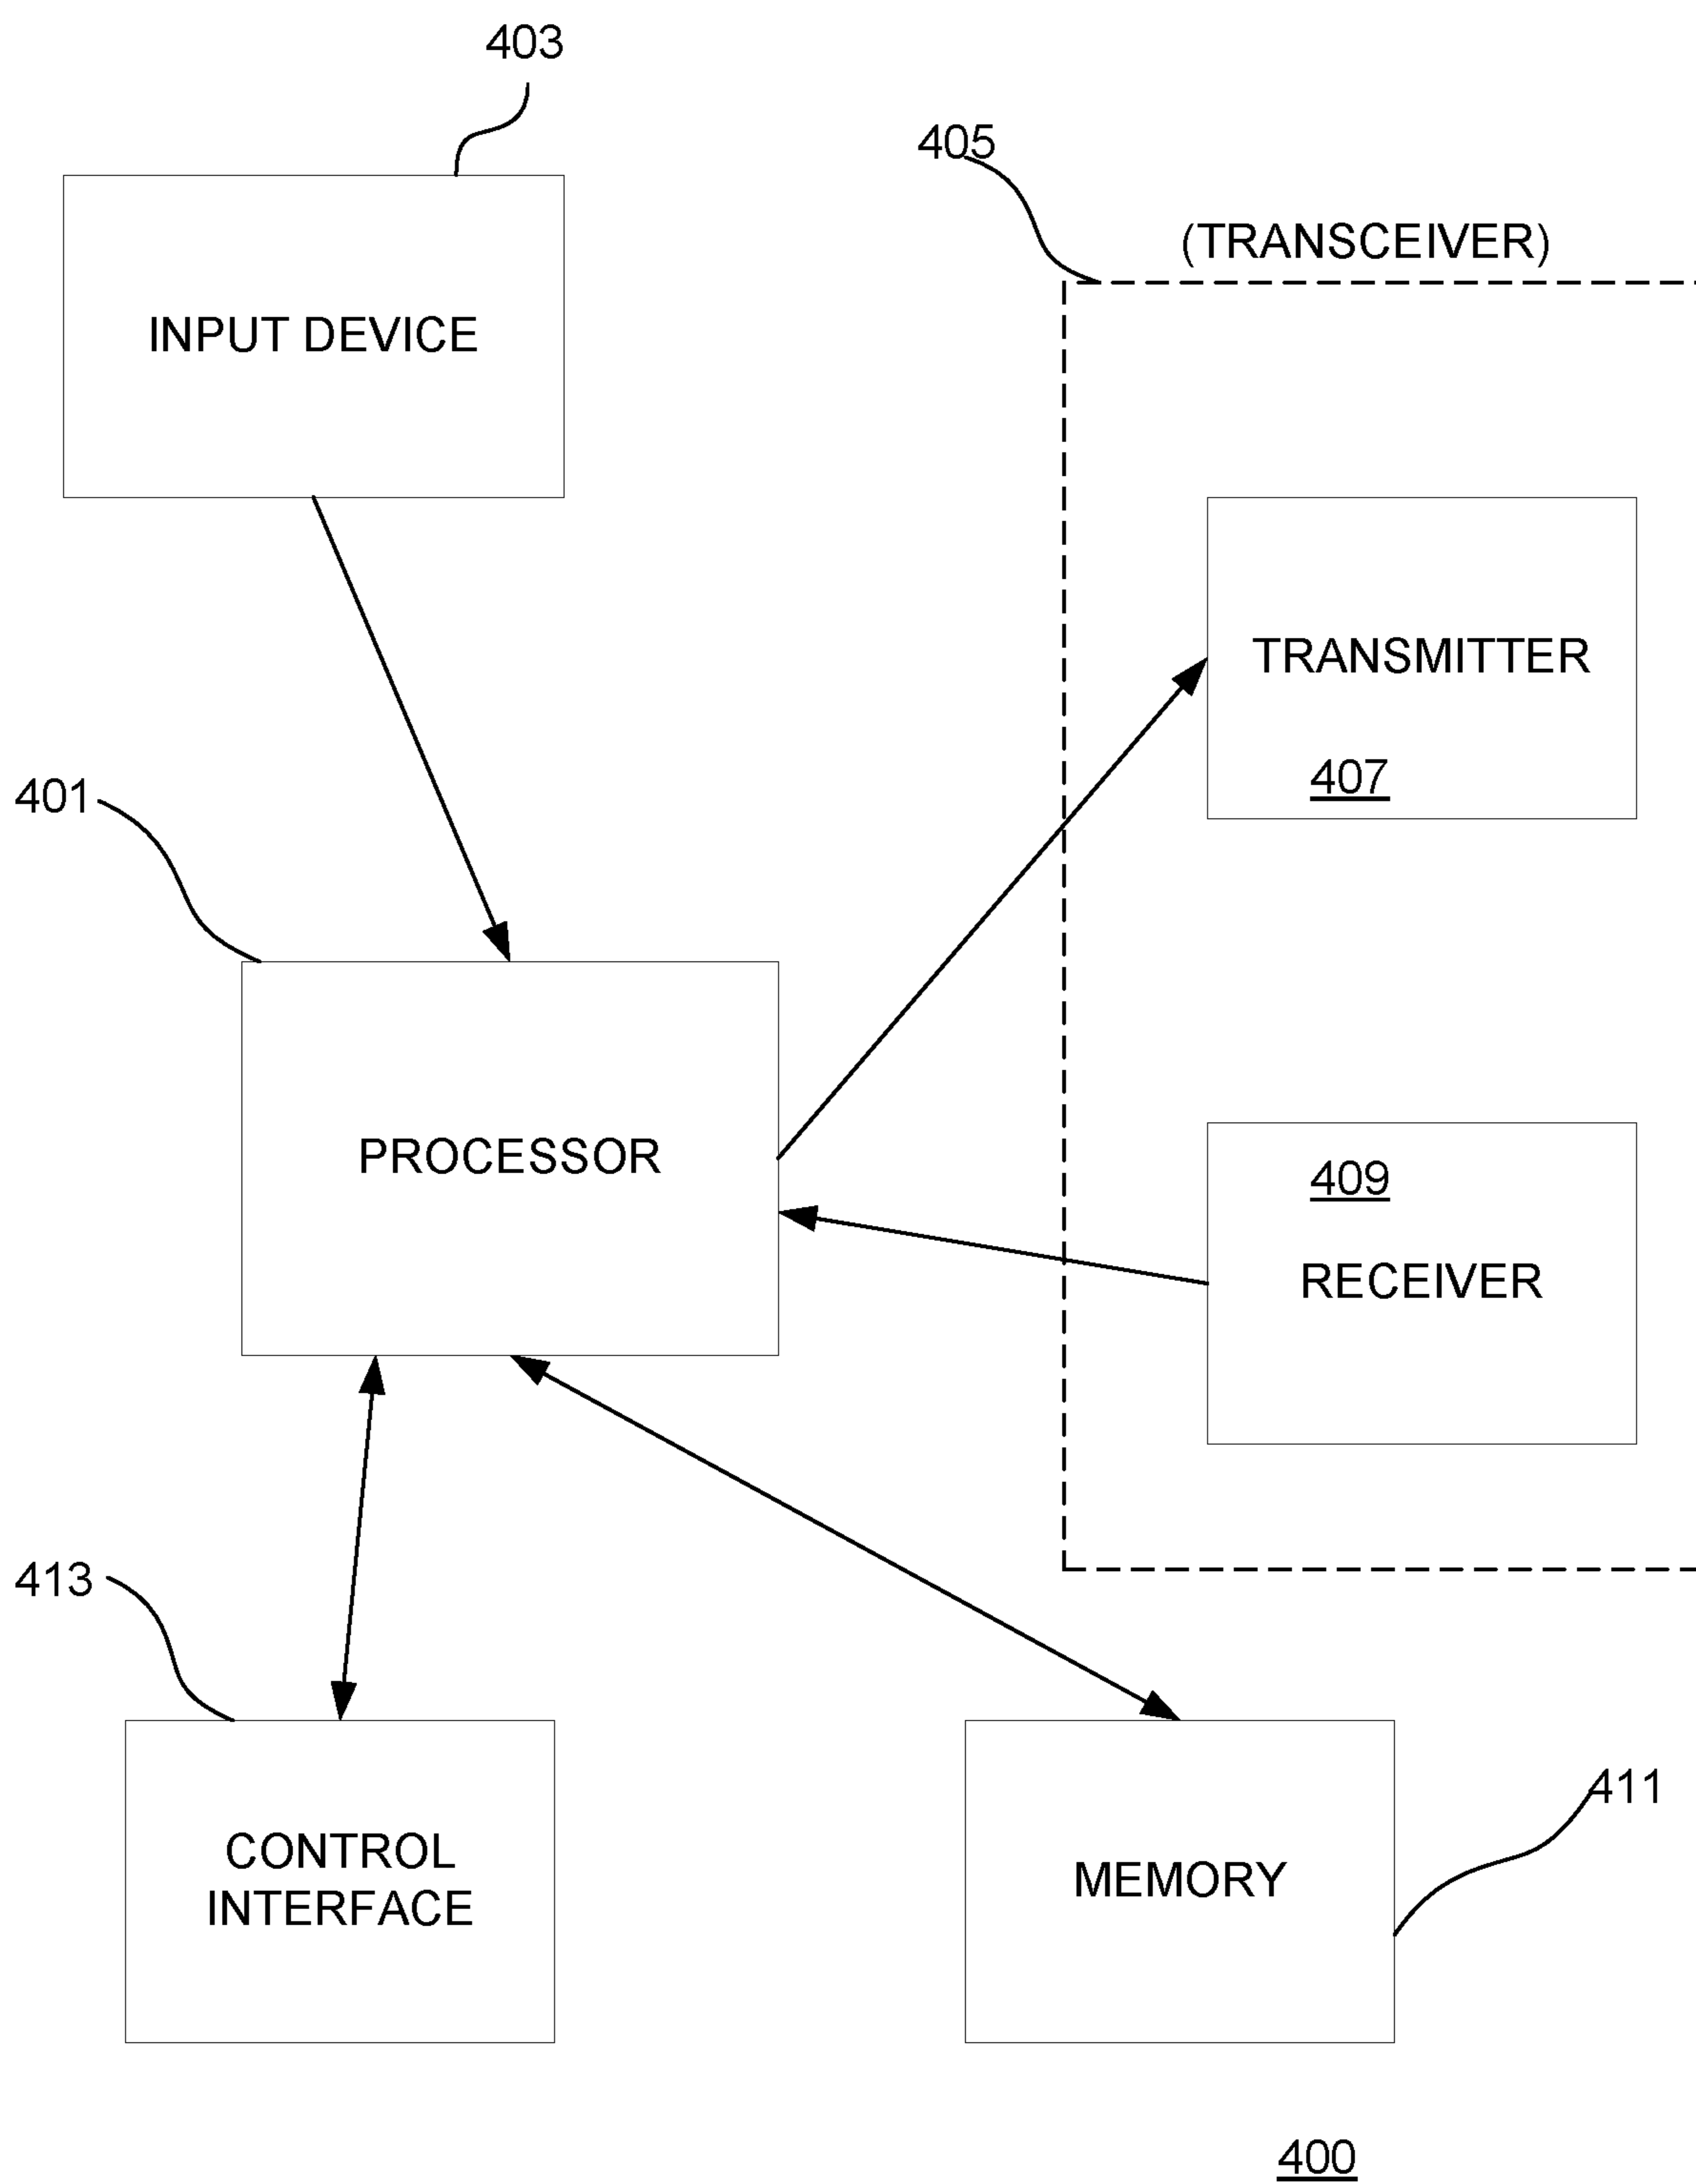 403
405
(TRANSCEIVER)
INPUT DEVICE
TRANSMITTER
407
401
PROCESSOR
409
RECEIVER
413
411
CONTROL
INTERFACE
MEMORY
400